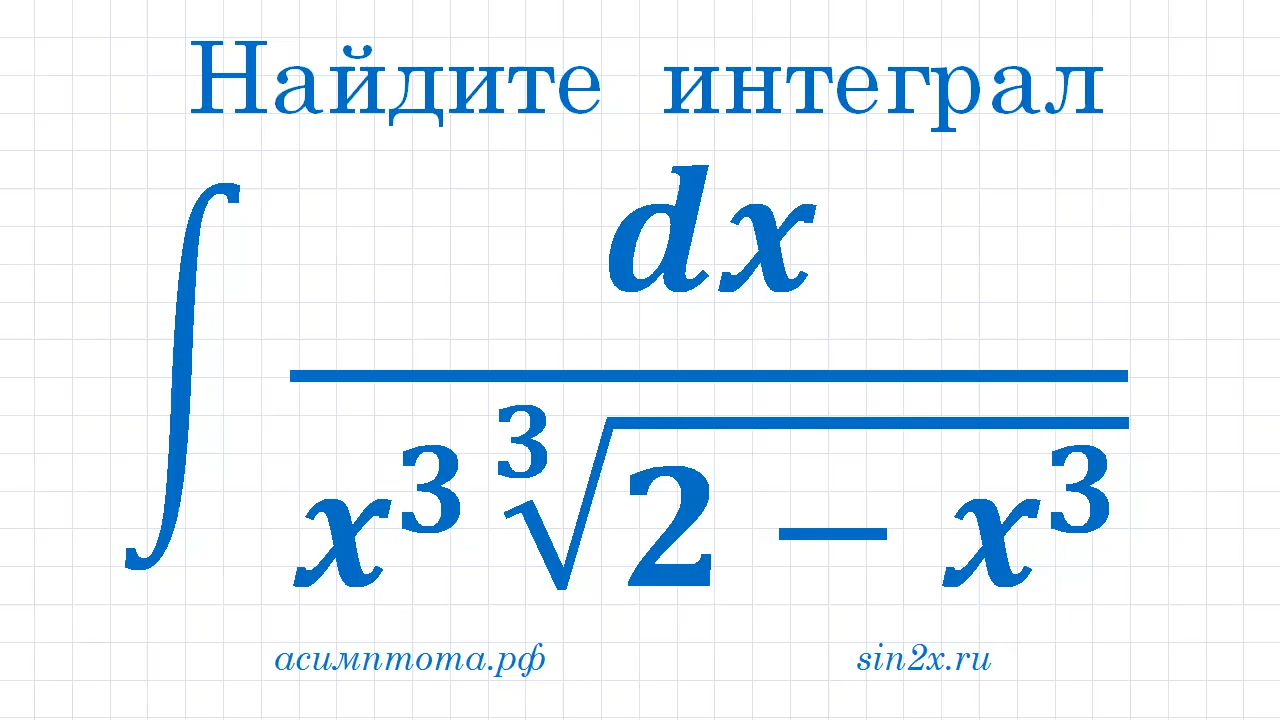 Найдите интеграл
∫ dx / (x³ ∛(2 − x³))
асимптота.рф sin2x.ru